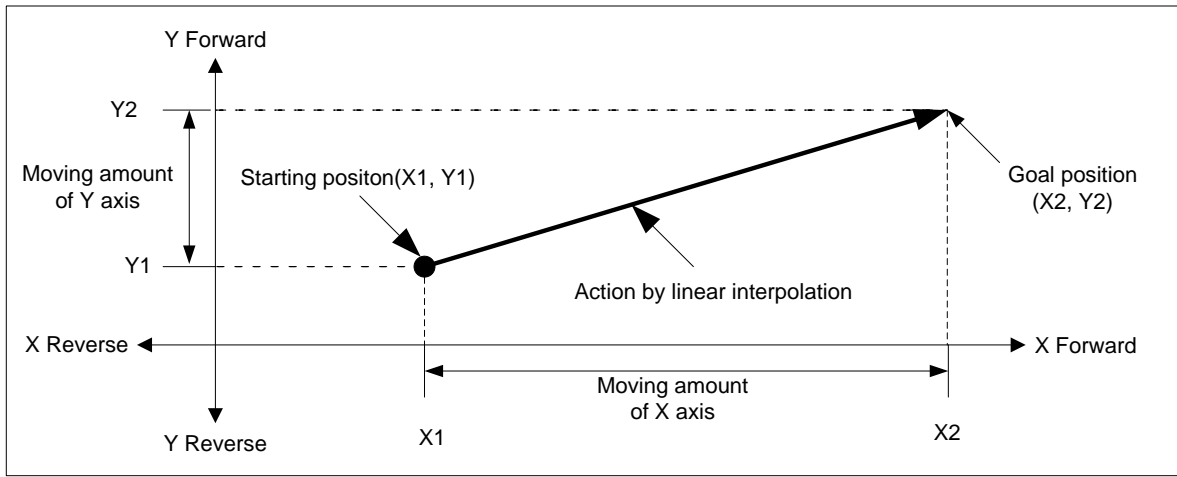 Y Forward
Y2
Moving amount
of Y axis
Starting positon(X1, Y1)
Goal position
(X2, Y2)
Y1
Action by linear interpolation
X Reverse
X Forward
Moving amount
of X axis
Y Reverse
X1
X2